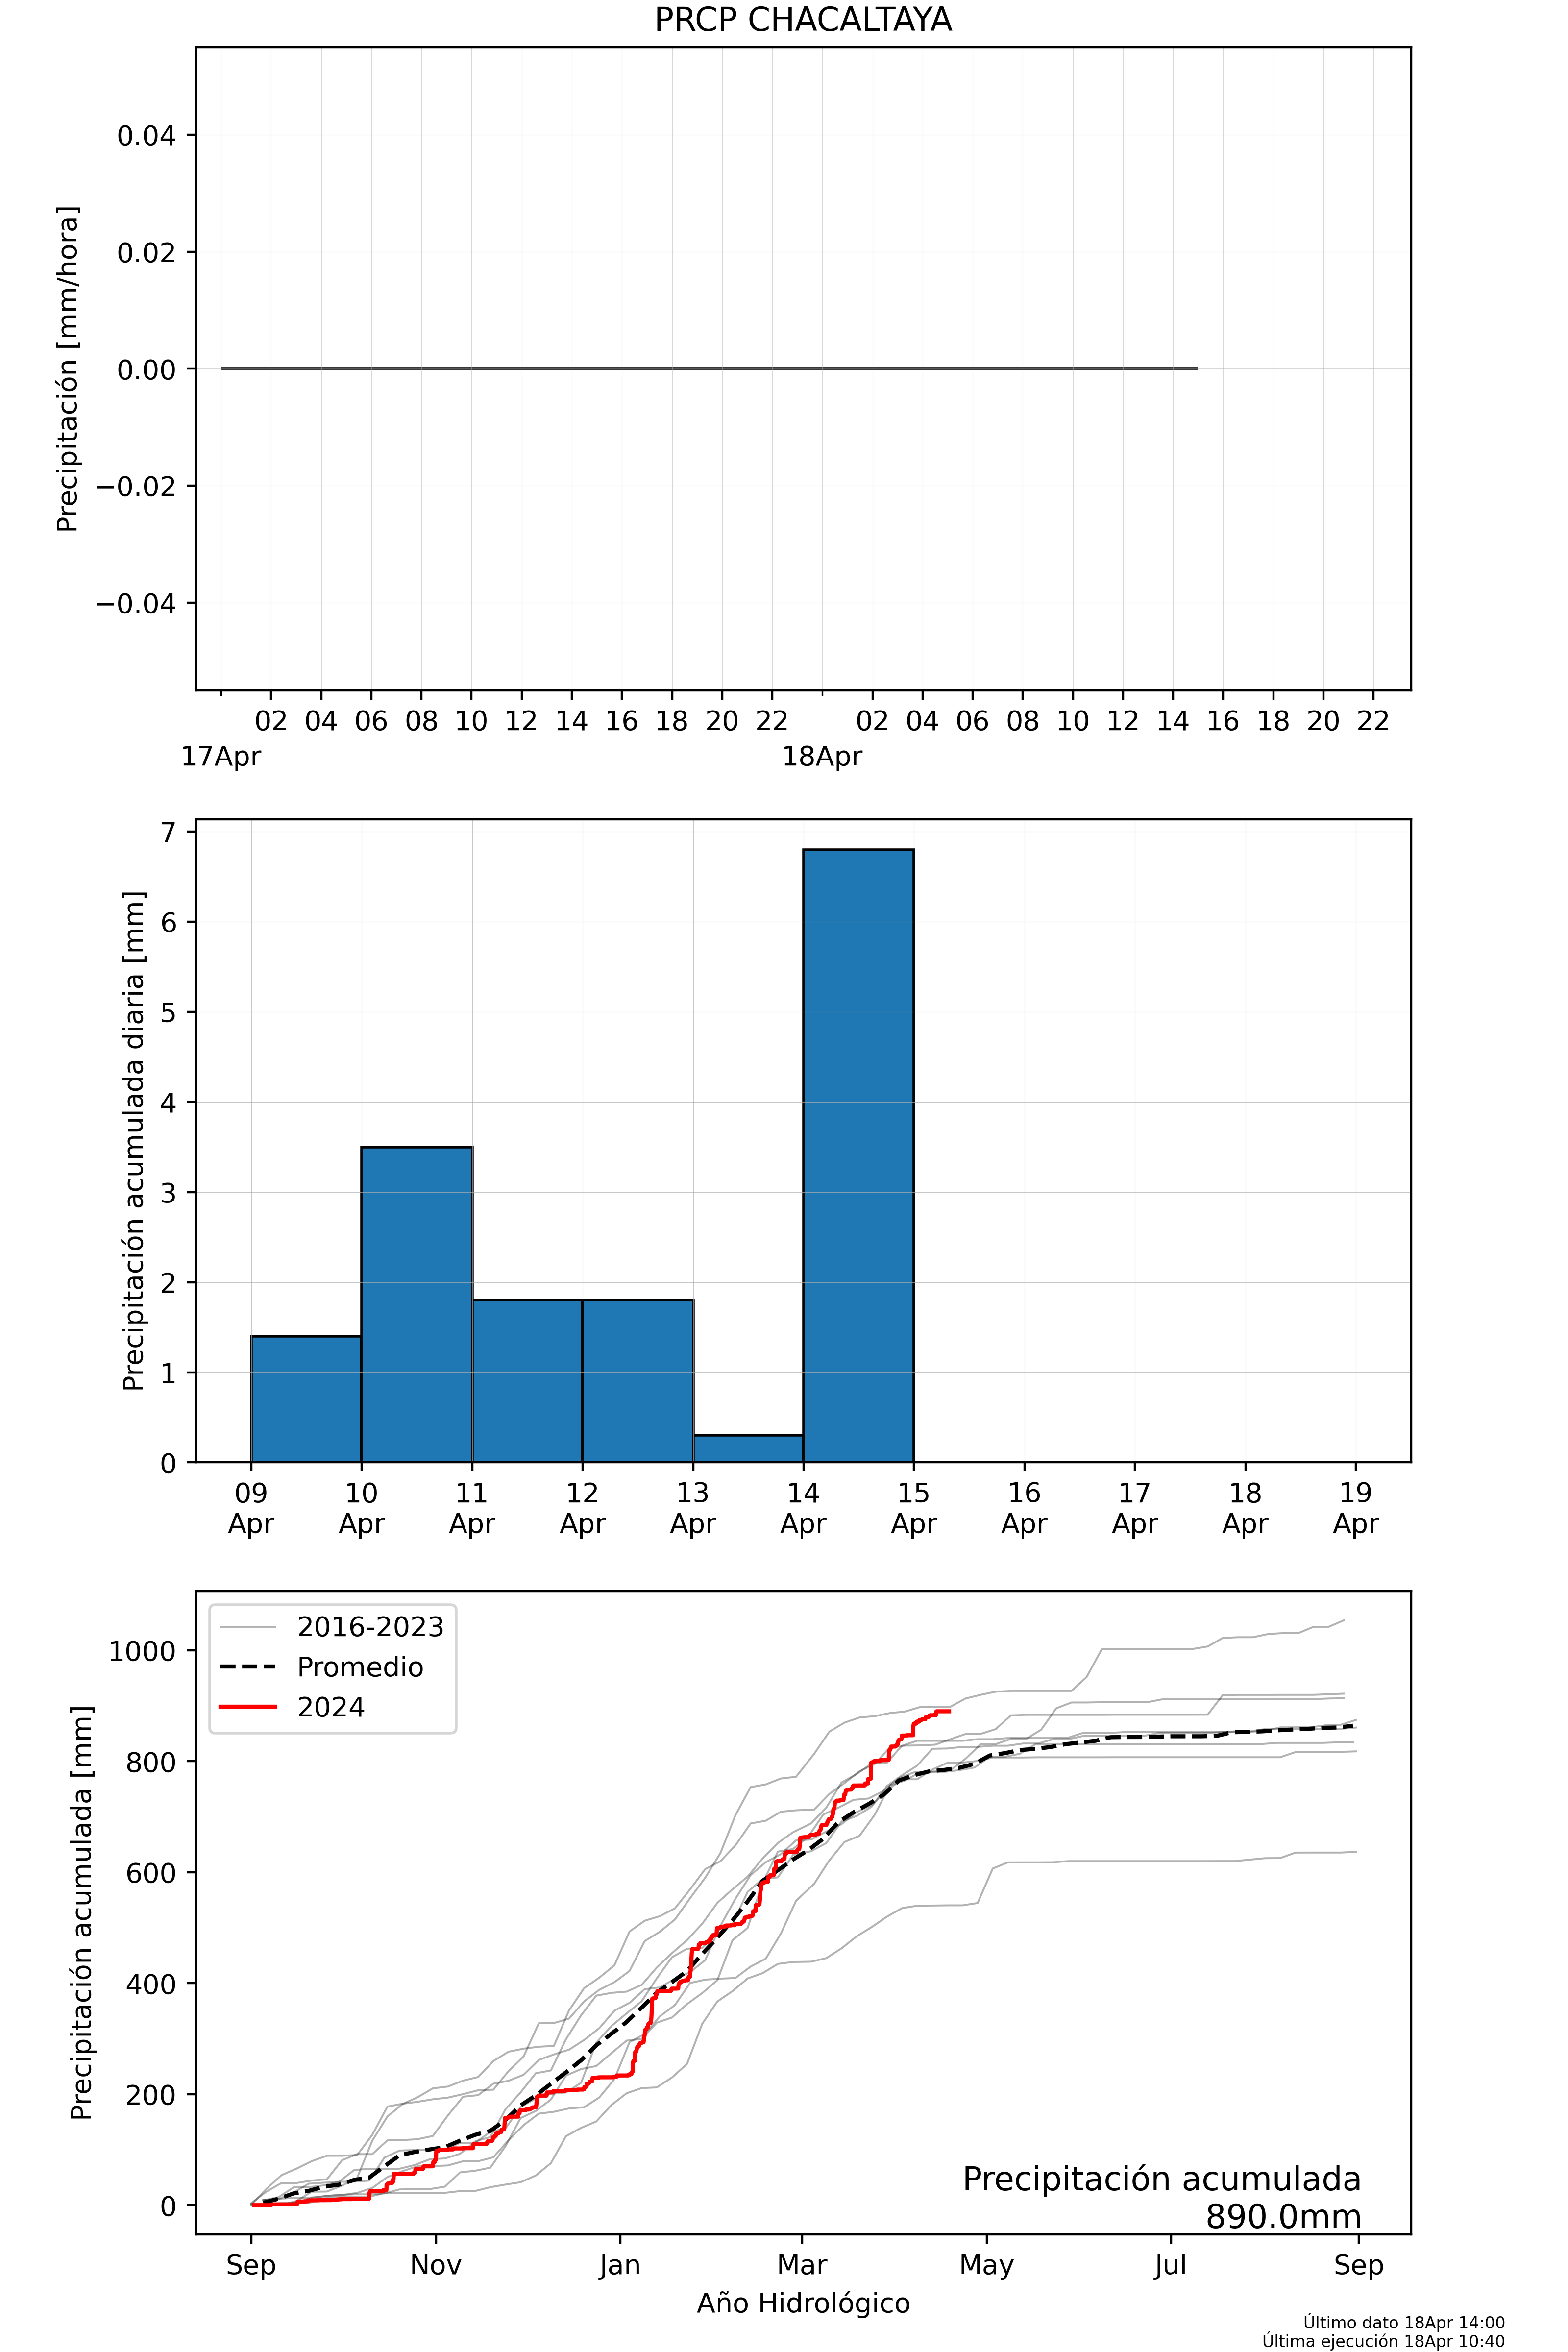 PRCP CHACALTAYA
Precipitación [mm/hora]
0.04
0.02
0.00
−0.02
−0.04
02 04 06 08 10 12 14 16 18 20 22 02 04 06 08 10 12 14 16 18 20 22
17Apr 18Apr
Precipitación acumulada diaria [mm]
7
6
5
4
3
2
1
0
09 10 11 12 13 14 15 16 17 18 19
Apr Apr Apr Apr Apr Apr Apr Apr Apr Apr Apr
Precipitación acumulada [mm]
1000
800
600
400
200
0
2016-2023
Promedio
2024
Precipitación acumulada
890.0mm
Sep Nov Jan Mar May Jul Sep
Año Hidrológico
Último dato 18Apr 14:00
Última ejecución 18Apr 10:40